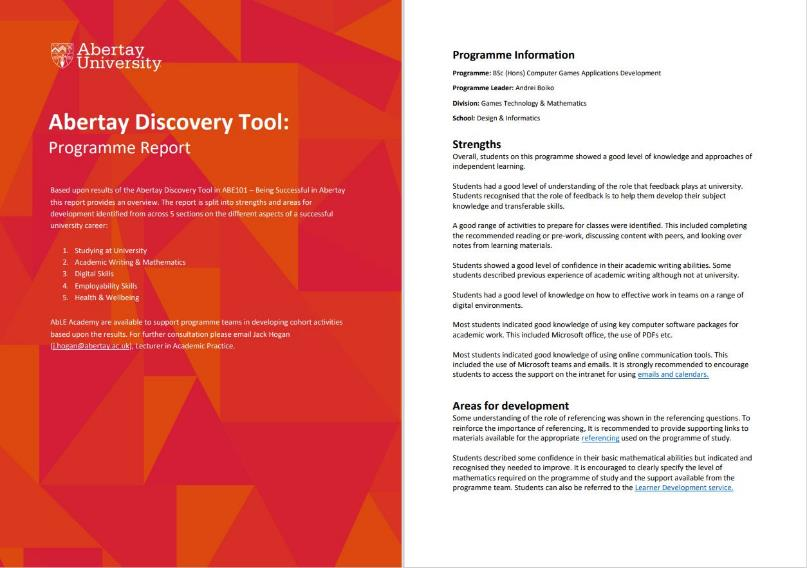 Abertay
University
Abertay Discovery Tool:
Programme Report
Based upon results of the Abertay Discovery Tool in ABE101 – Being Successful in Abertay
this report provides an overview. The report is split into strengths and areas for
development identified from across 5 sections on the different aspects of a successful
university career:
1. Studying at University
2. Academic Writing & Mathematics
3. Digital Skills
4. Employability Skills
5. Health & Wellbeing
AbLE Academy are available to support programme teams in developing cohort activities
based upon the results. For further consultation please email Jack Hogan
(j.hogan@abertay.ac.uk), Lecturer in Academic Practice.
Programme Information
Programme: BSc (Hons) Computer Games Applications Development
Programme Leader: Andrei Boiko
Division: Games Technology & Mathematics
School: Design & Informatics
Strengths
Overall, students on this programme showed a good level of knowledge and approaches of
independent learning.
Students had a good level of understanding of the role that feedback plays at university.
Students recognised that the role of feedback is to help them develop their subject
knowledge and transferable skills.
A good range of activities to prepare for classes were identified. This included completing
the recommended reading or pre-work, discussing content with peers, and looking over
notes from learning materials.
Students showed a good level of confidence in their academic writing abilities. Some
students described previous experience of academic writing although not at university.
Students had a good level of knowledge on how to effective work in teams on a range of
digital environments.
Most students indicated good knowledge of using key computer software packages for
academic work. This included Microsoft office, the use of PDFs etc.
Most students indicated good knowledge of using online communication tools. This
included the use of Microsoft teams and emails. It is strongly recommended to encourage
students to access the support on the intranet for using emails and calendars.
Areas for development
Some understanding of the role of referencing was shown in the referencing questions. To
reinforce the importance of referencing, It is recommended to provide supporting links to
materials available for the appropriate referencing used on the programme of study.
Students described some confidence in their basic mathematical abilities but indicated and
recognised they needed to improve. It is encouraged to clearly specify the level of
mathematics required on the programme of study and the support available from the
programme team. Students can also be referred to the Learner Development service.